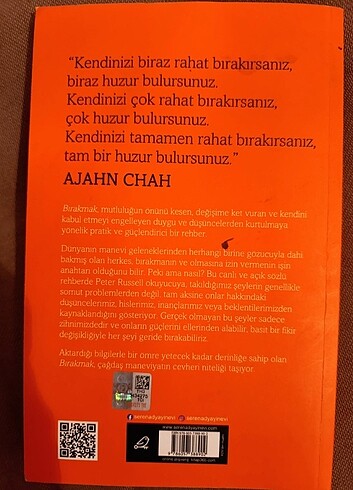 “Kendinizi biraz rahat bırakırsanız,
biraz huzur bulursunuz.
Kendinizi çok rahat bırakırsanız,
çok huzur bulursunuz.
Kendinizi tamamen rahat bırakırsanız,
tam bir huzur bulursunuz.”
AJAHN CHAH
Bırakmak, mutluluğun önünü kesen, değişime ket vuran ve kendini
kabul etmeyi engelleyen duygu ve düşüncelerden kurtulmaya
yönelik pratik ve güçlendirici bir rehber.
Dünyanın manevi geleneklerinden herhangi birine gözucuyla dahi
bakmış olan herkes, bırakmanın ve olmasına izin vermenin işin
anahtarı olduğunu bilir. Peki ama nasıl? Bu canlı ve açık sözlü
rehberde Peter Russell okuyucuya, takıldığımız şeylerin genellikle
somut problemlerden değil, tam aksine onlar hakkındaki
düşüncelerimiz, hislerimiz, inançlarımız veya beklentilerimizden
kaynaklandığını gösteriyor. Gerçek olmayan bu şeyler sadece
zihnimizdedir ve onların güçlerini ellerinden alabilir, basit bir fikir
değişikliğiyle her şeyi geride bırakabiliriz.
Aktardığı bilgilerle bir ömre yetecek kadar derinliğe sahip olan
Bırakmak, çağdaş maneviyatın cevheri niteliği taşıyor.
serenadyayinevi serenadyayinevi
www.serenadyayinevi.com